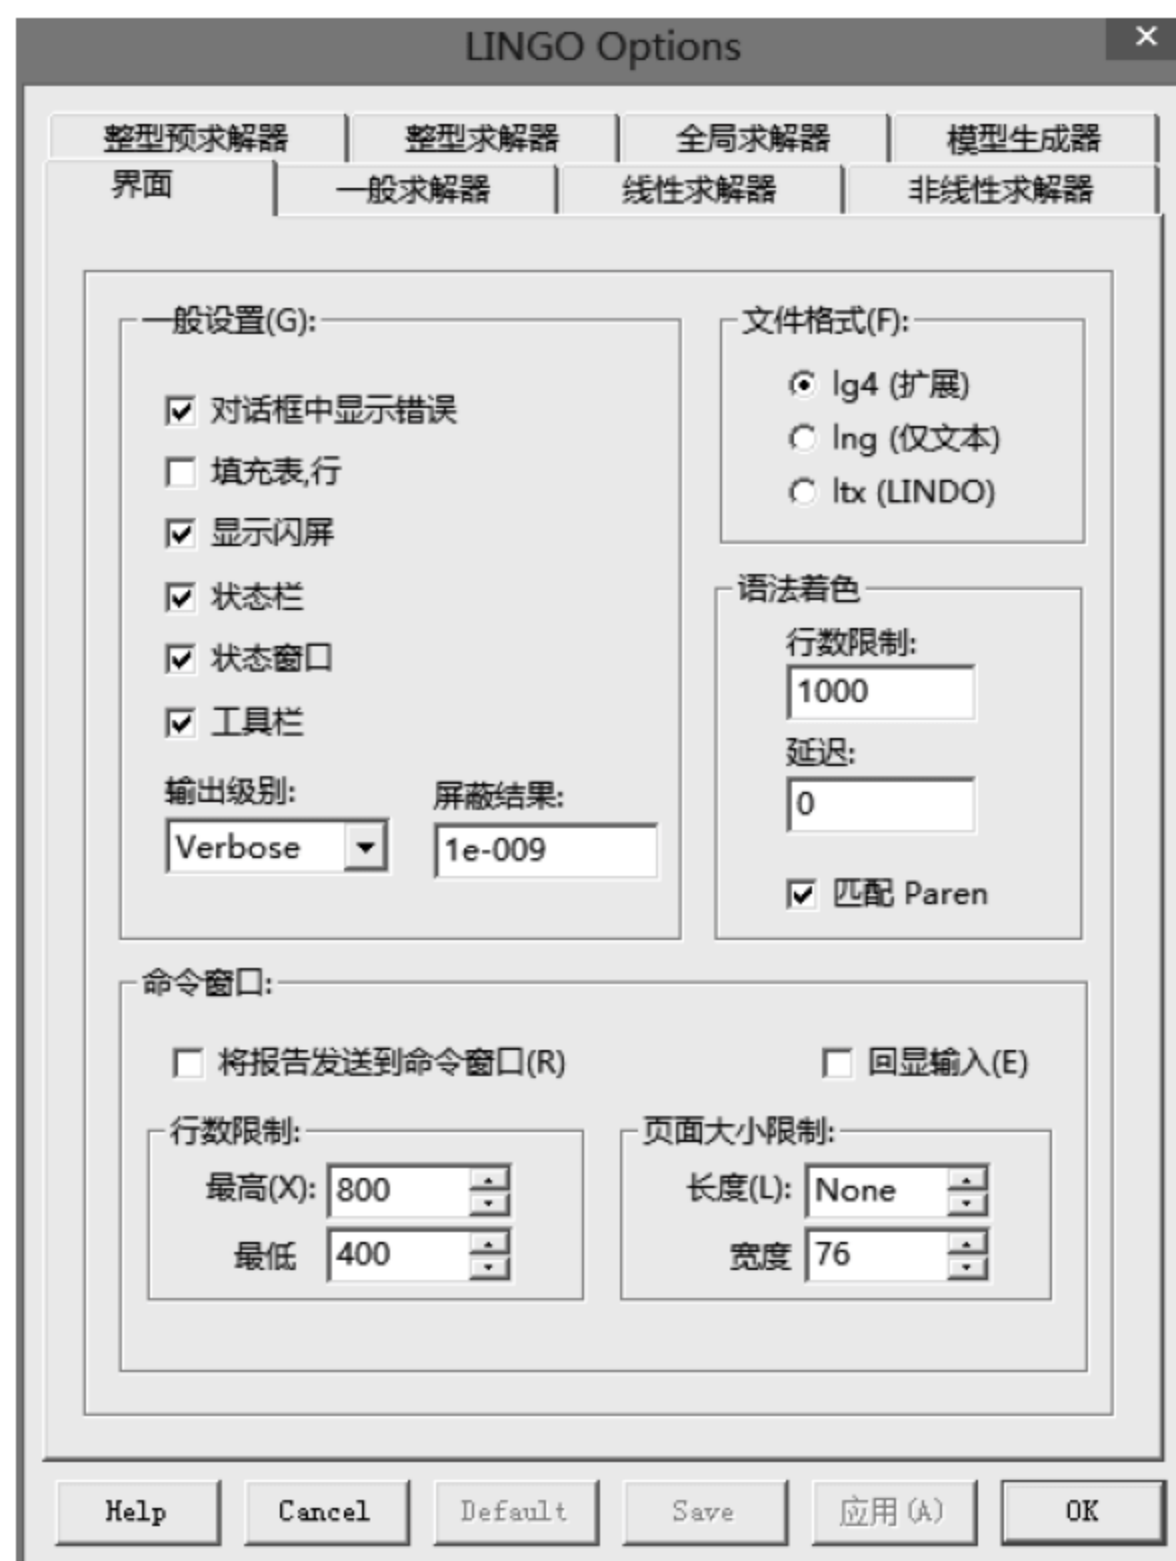 LINGO Options
整型预求解器 整型求解器 全局求解器 模型生成器
界面 一般求解器 线性求解器 非线性求解器
一般设置(G):
对话框中显示错误
填充表,行
显示闪屏
状态栏
状态窗口
工具栏
输出级别: 屏蔽结果:
Verbose 1e-009
文件格式(F):
lg4 (扩展)
lng (仅文本)
ltx (LINDO)
语法着色
行数限制:
1000
延迟:
0
匹配 Paren
命令窗口:
将报告发送到命令窗口(R) 回显输入(E)
行数限制:
最高(X): 800
最低 400
页面大小限制:
长度(L): None
宽度 76
Help Cancel Default Save 应用(A) OK